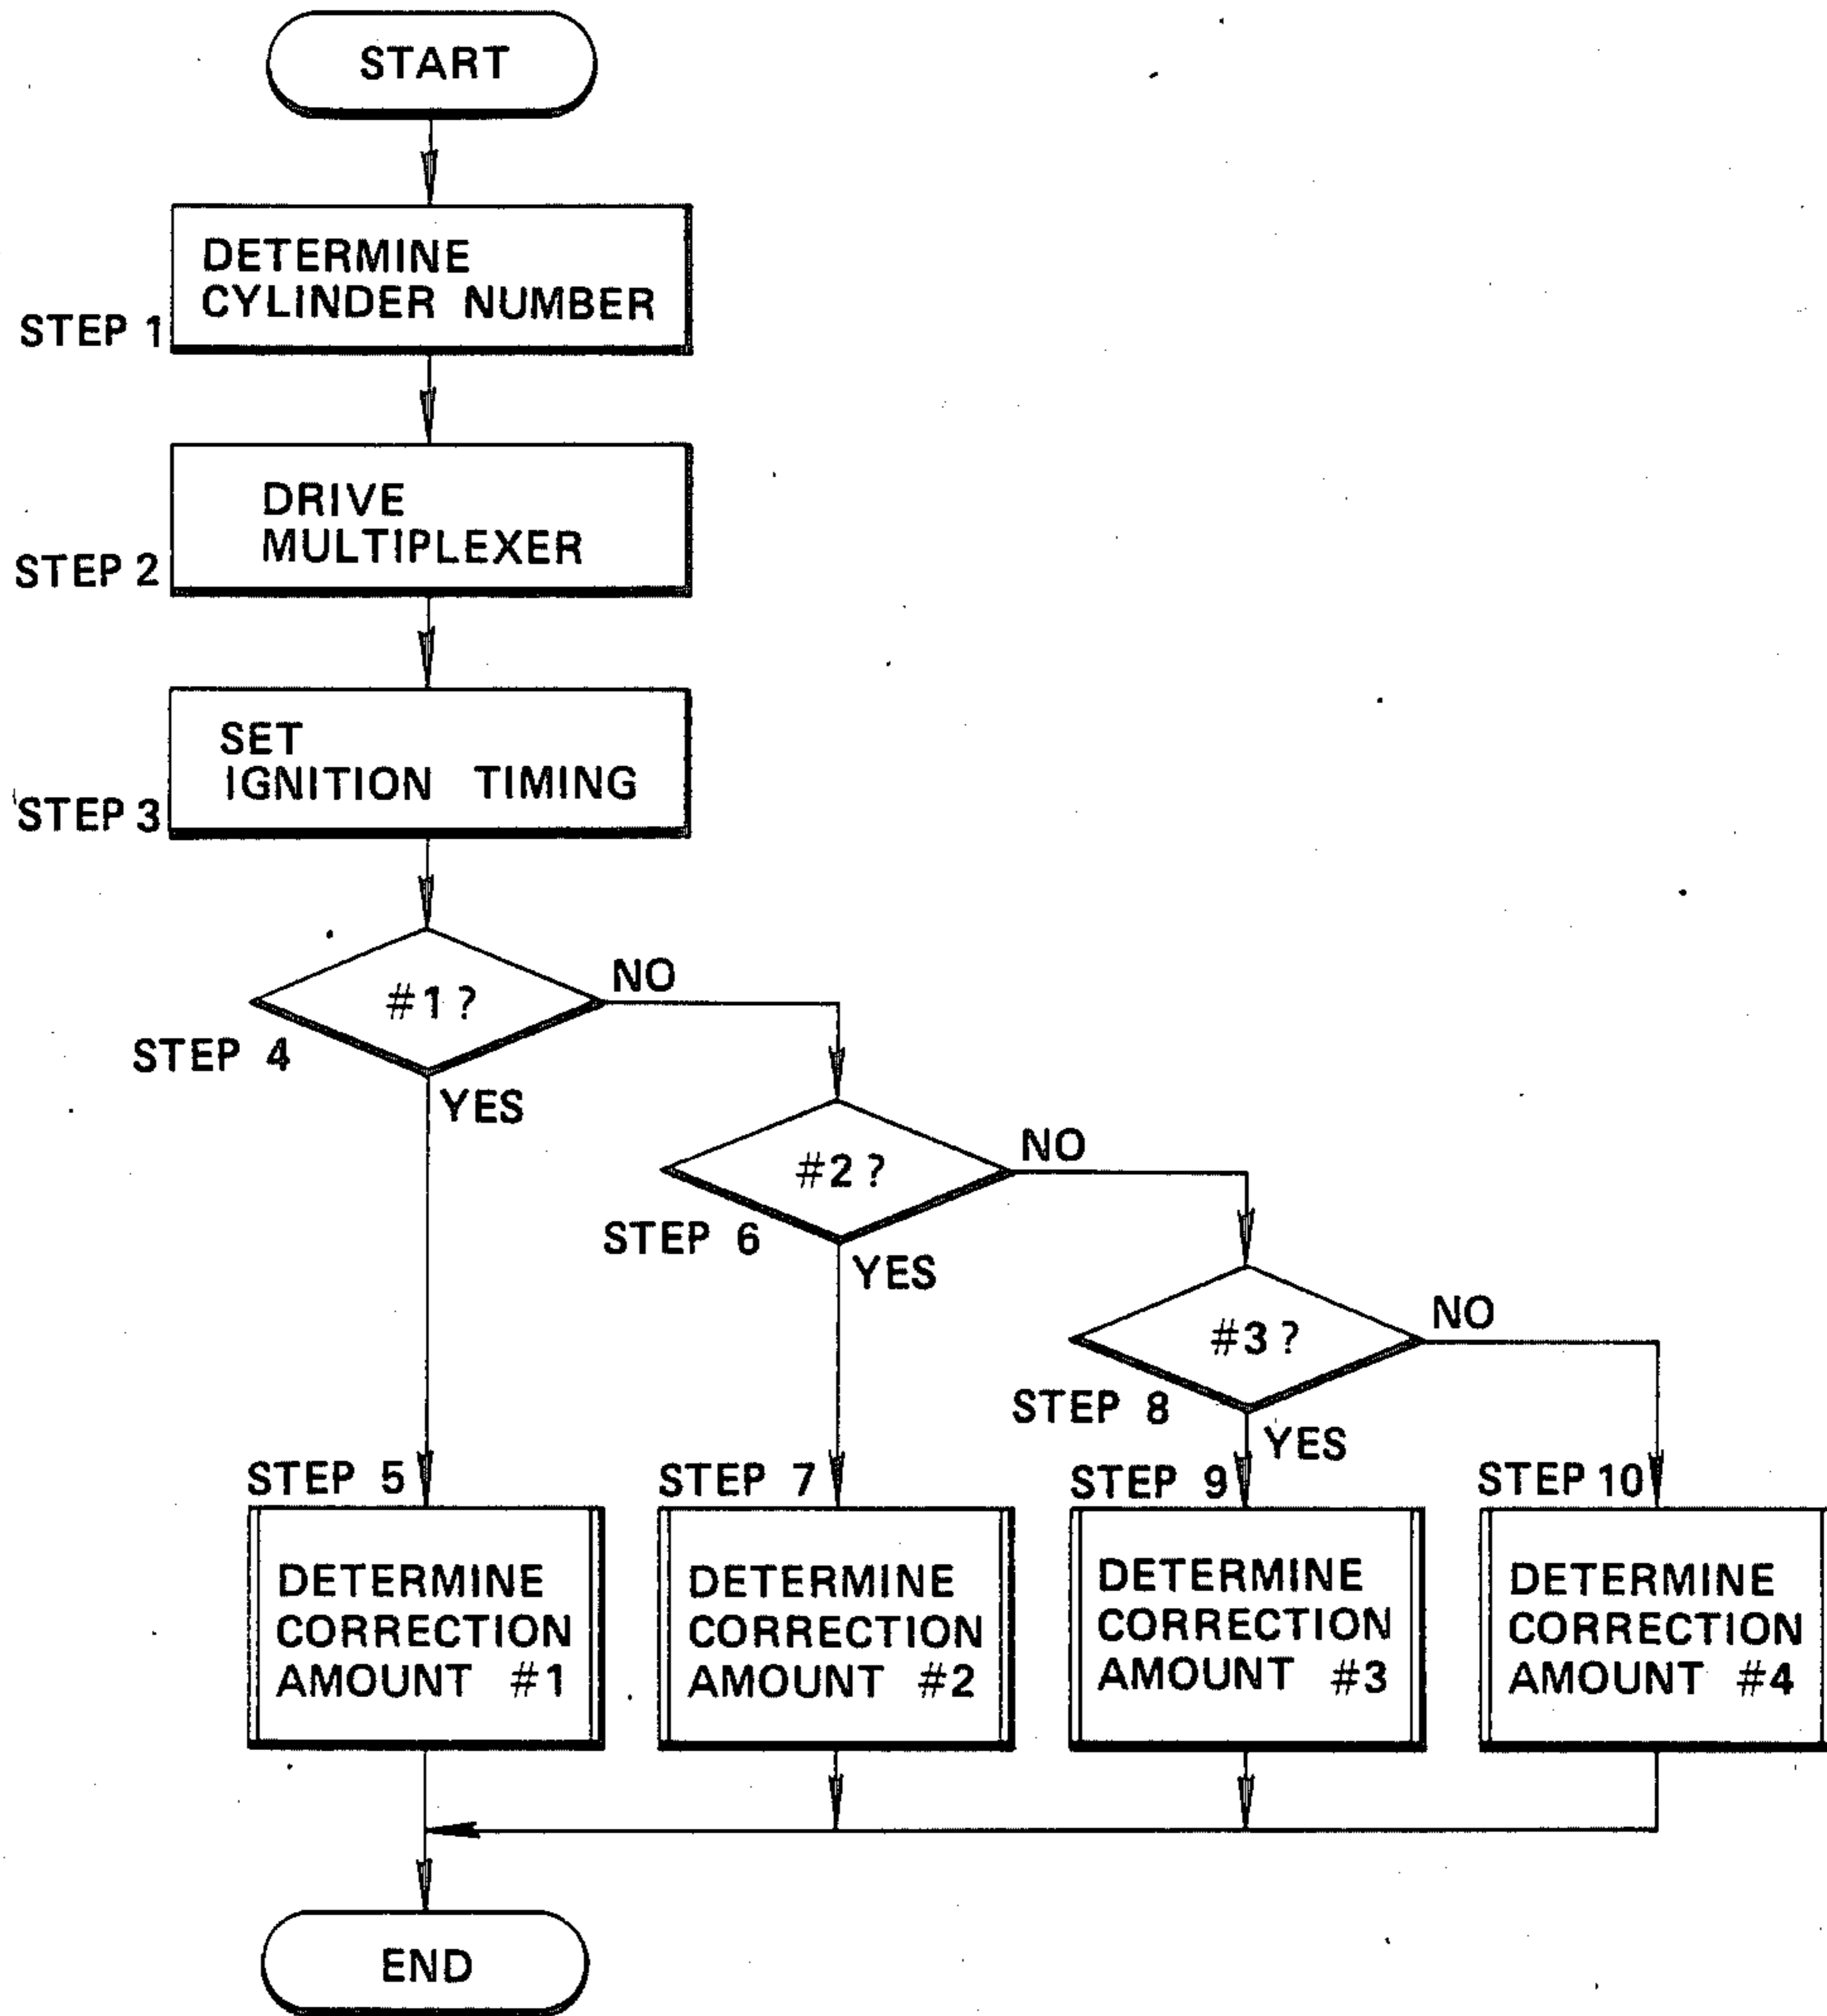 START
DETERMINE
CYLINDER NUMBER
STEP 1
DRIVE
MULTIPLEXER
STEP 2
SET
IGNITION TIMING
STEP 3
#1?
NO
STEP 4
YES
#2?
NO
STEP 6
YES
#3?
NO
STEP 8
YES
STEP 5
DETERMINE
CORRECTION
AMOUNT #1
STEP 7
DETERMINE
CORRECTION
AMOUNT #2
STEP 9
DETERMINE
CORRECTION
AMOUNT #3
STEP 10
DETERMINE
CORRECTION
AMOUNT #4
END